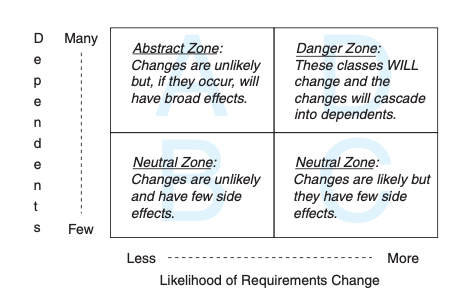 Dependents
Many
Few
A
Abstract Zone:
Changes are unlikely
but, if they occur, will
have broad effects.
D
Danger Zone:
These classes WILL
change and the
changes will cascade
into dependents.
B
Neutral Zone:
Changes are unlikely
and have few side
effects.
C
Neutral Zone:
Changes are likely but
they have few side
effects.
Less
More
Likelihood of Requirements Change